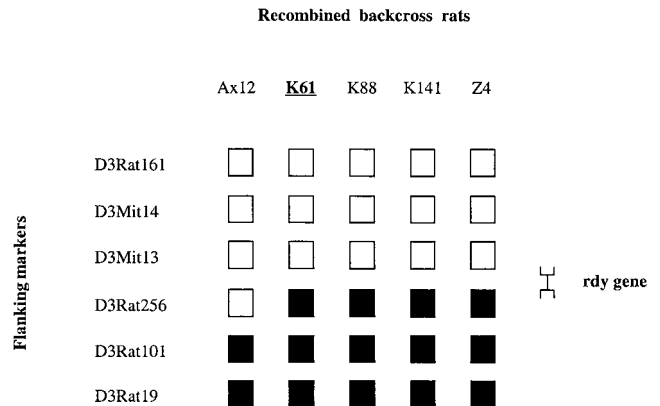 Recombined backcross rats
Ax12 K61 K88 K141 Z4
Flanking markers
D3Rat161
D3Mit14
D3Mit13
D3Rat256
D3Rat101
D3Rat19
rdy gene